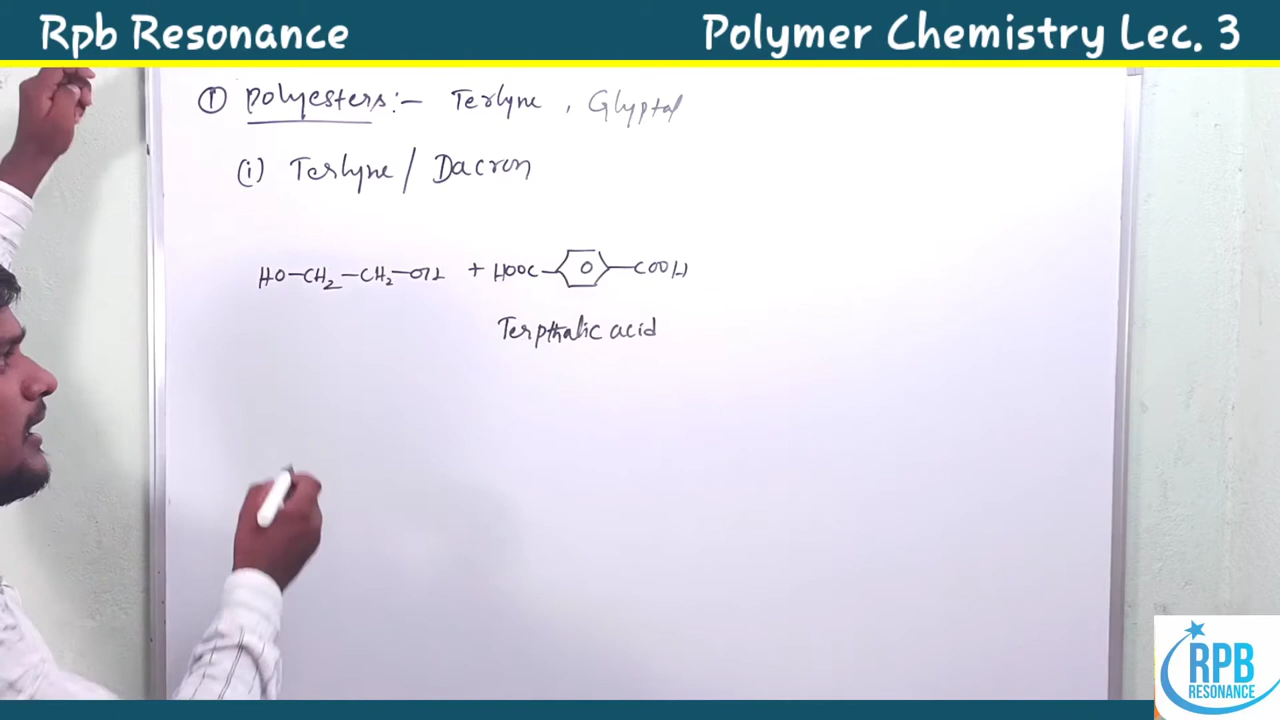 Rpb Resonance
Polymer Chemistry Lec. 3
① Polyesters:- Terlyne , Glyptal
(i) Terlyne / Dacron
HO-CH₂-CH₂-OH + HOOC-⌬-COOH
Terpthalic acid
RPB
RESONANCE